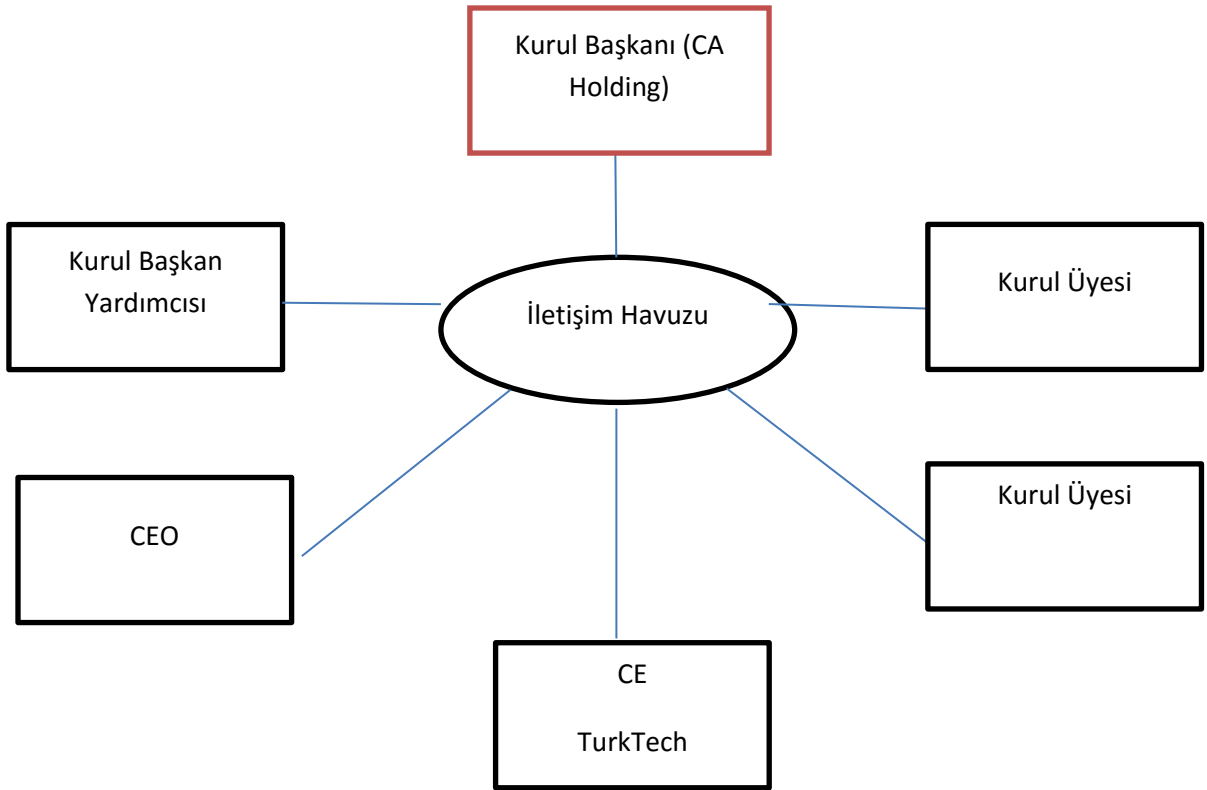 Kurul Başkanı (CA
Holding)
Kurul Başkan
Yardımcısı
İletişim Havuzu
Kurul Üyesi
CEO
Kurul Üyesi
CE
TurkTech